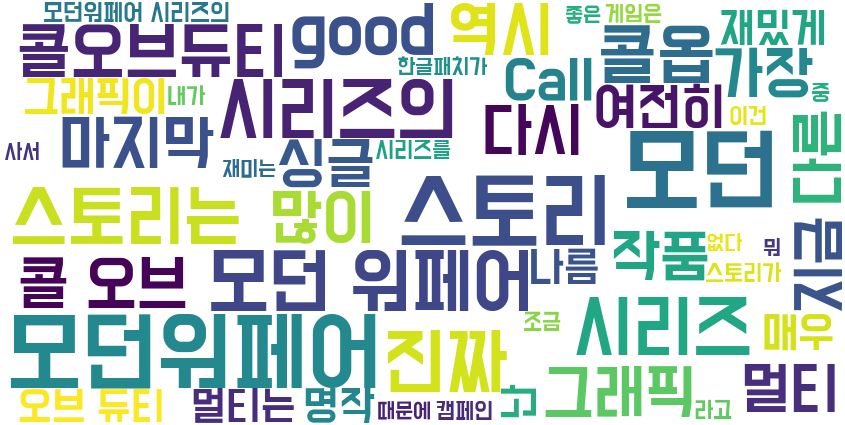 모던워페어 시리즈의
콜오브듀티
good
역시
콜옵
좋은
게임은
재밌게
그래픽이
내가
시리즈의
한글패치가
Call
여전히
가장
이건
중
사서
마지막
재미는
싱글
시리즈를
다시
모던
스토리는
많이
스토리
작품
없다
뭐
스토리가
콜 오브
모던 워페어
나름
모던워페어
진짜
조금
시리즈
매우
오브 듀티
멀티는
명작
때문에
캠페인
그래픽
라고
멀티